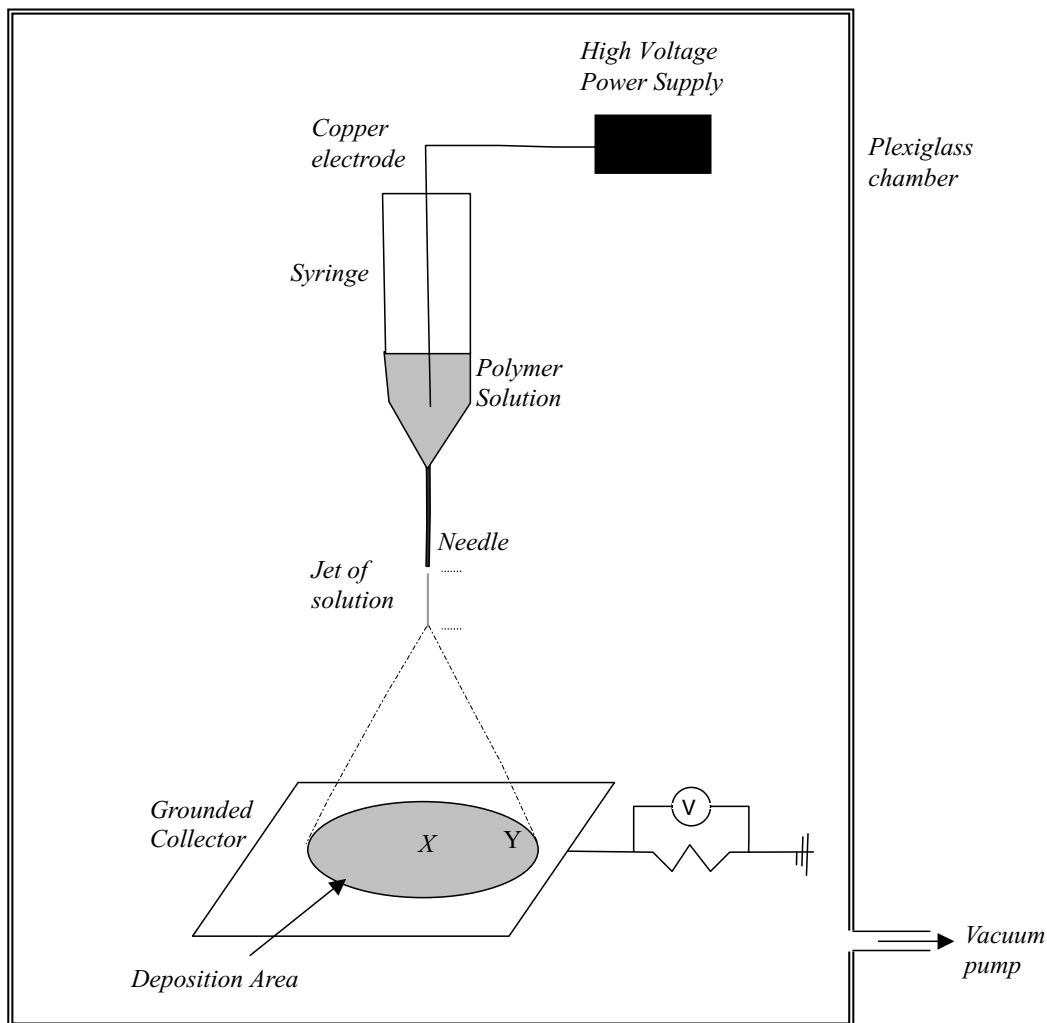 High Voltage
Power Supply
Copper
electrode
Plexiglass
chamber
Syringe
Polymer
Solution
Needle
Jet of
solution
Grounded
Collector
X
Y
V
Deposition Area
Vacuum
pump